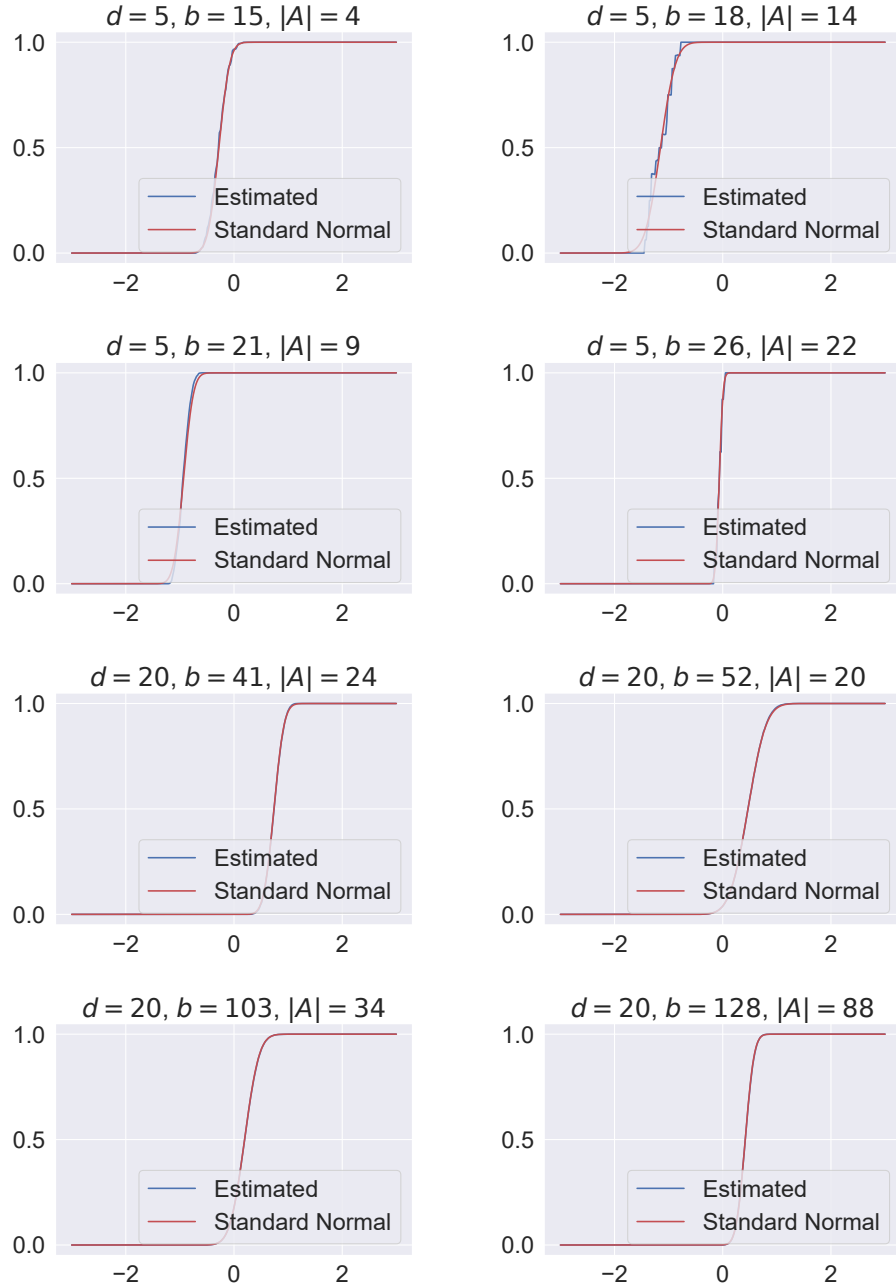 d = 5, b = 15, |A| = 4
1.0
0.5
0.0
Estimated
Standard Normal
−2 0 2
d = 5, b = 18, |A| = 14
1.0
0.5
0.0
Estimated
Standard Normal
−2 0 2
d = 5, b = 21, |A| = 9
1.0
0.5
0.0
Estimated
Standard Normal
−2 0 2
d = 5, b = 26, |A| = 22
1.0
0.5
0.0
Estimated
Standard Normal
−2 0 2
d = 20, b = 41, |A| = 24
1.0
0.5
0.0
Estimated
Standard Normal
−2 0 2
d = 20, b = 52, |A| = 20
1.0
0.5
0.0
Estimated
Standard Normal
−2 0 2
d = 20, b = 103, |A| = 34
1.0
0.5
0.0
Estimated
Standard Normal
−2 0 2
d = 20, b = 128, |A| = 88
1.0
0.5
0.0
Estimated
Standard Normal
−2 0 2